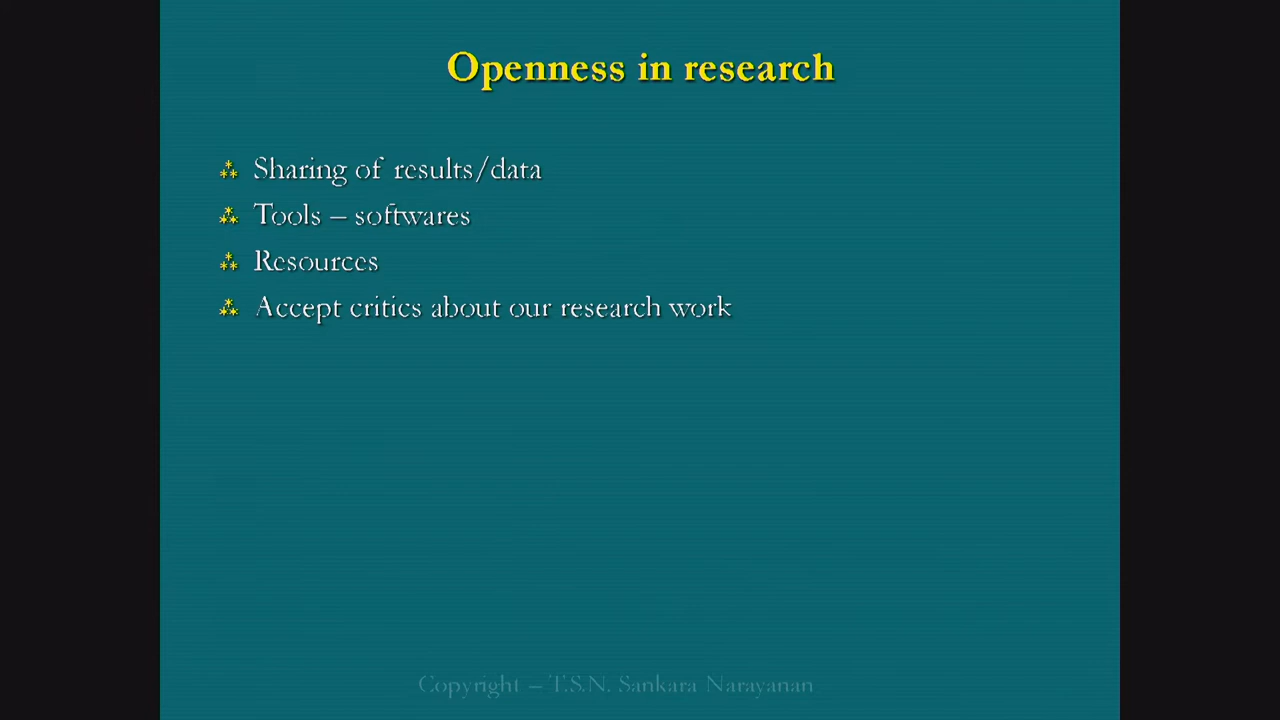 Openness in research
Sharing of results/data
Tools – softwares
Resources
Accept critics about our research work
Copyright – T.S.N. Sankara Narayanan